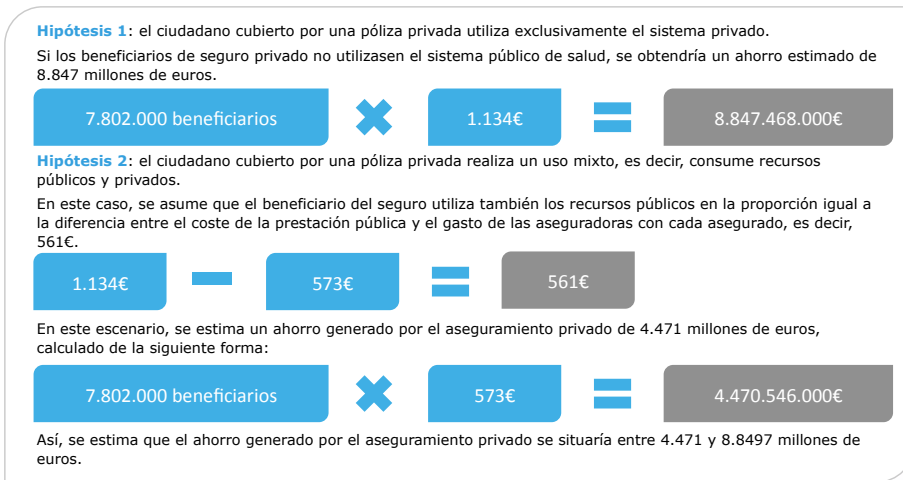 Hipótesis 1: el ciudadano cubierto por una póliza privada utiliza exclusivamente el sistema privado.
Si los beneficiarios de seguro privado no utilizasen el sistema público de salud, se obtendría un ahorro estimado de
8.847 millones de euros.
7.802.000 beneficiarios 1.134€ 8.847.468.000€
Hipótesis 2: el ciudadano cubierto por una póliza privada realiza un uso mixto, es decir, consume recursos
públicos y privados.
En este caso, se asume que el beneficiario del seguro utiliza también los recursos públicos en la proporción igual a
la diferencia entre el coste de la prestación pública y el gasto de las aseguradoras con cada asegurado, es decir,
561€.
1.134€ 573€ 561€
En este escenario, se estima un ahorro generado por el aseguramiento privado de 4.471 millones de euros,
calculado de la siguiente forma:
7.802.000 beneficiarios 573€ 4.470.546.000€
Así, se estima que el ahorro generado por el aseguramiento privado se situaría entre 4.471 y 8.8497 millones de
euros.